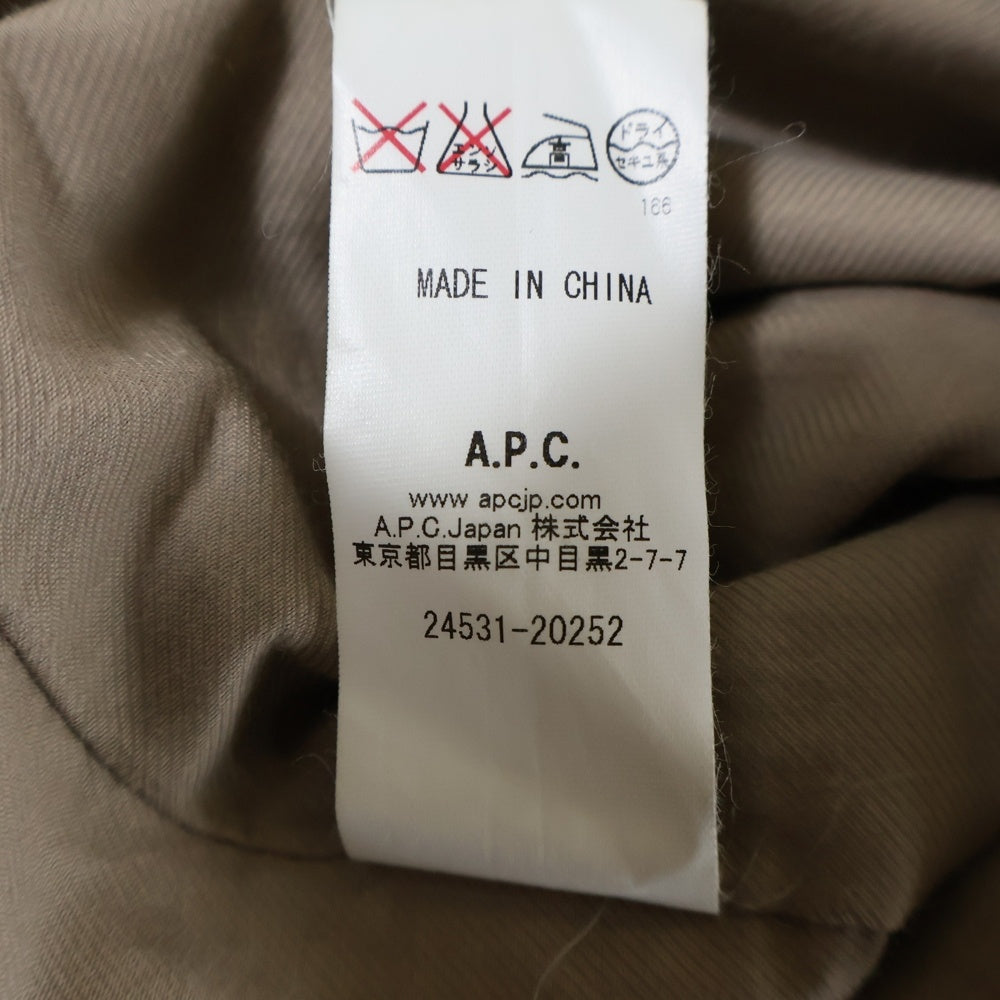 エンソ サラシ 高 ドライ セキユ系
166
MADE IN CHINA
A.P.C.
www apcjp.com
A.P.C.Japan 株式会社
東京都目黒区中目黒2-7-7
24531-20252